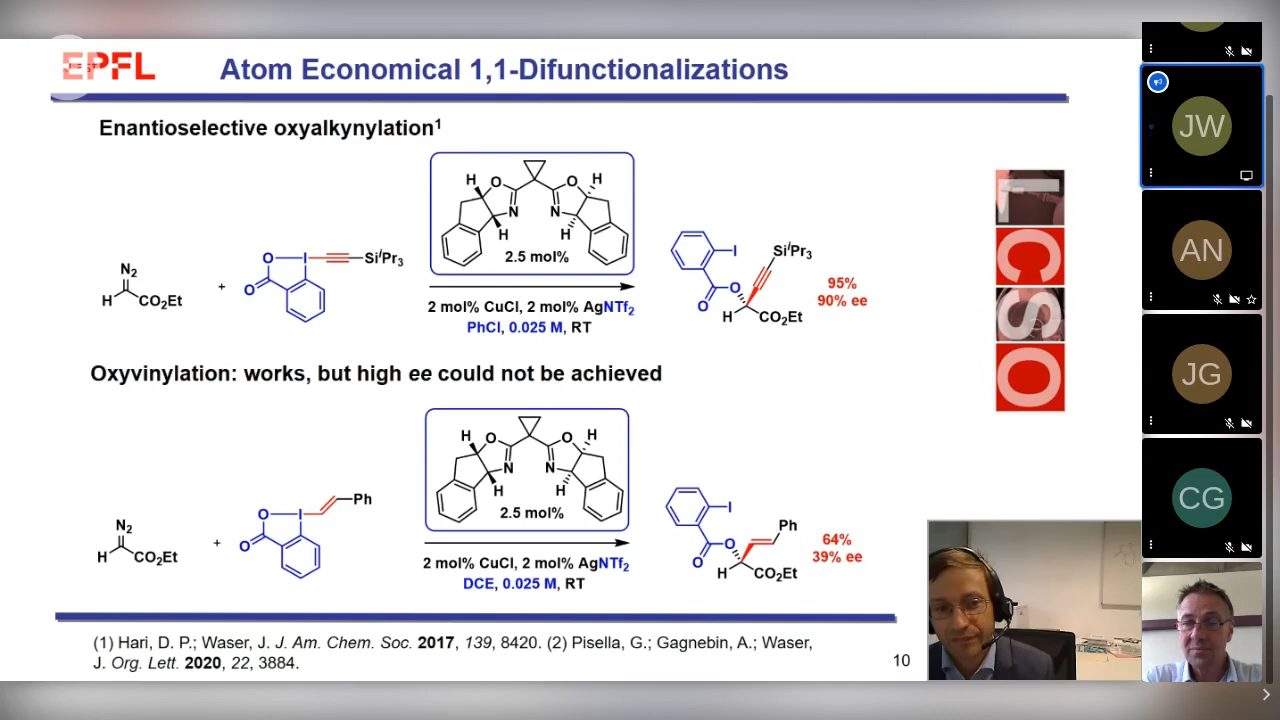 EPFL
Atom Economical 1,1-Difunctionalizations
Enantioselective oxyalkynylation¹
H
O
O
H
N
N
H
H
2.5 mol%
N₂
H
CO₂Et
+
O
I
SiⁱPr₃
O
2 mol% CuCl, 2 mol% AgNTf₂
PhCl, 0.025 M, RT
I
SiⁱPr₃
O
O
H
CO₂Et
95%
90% ee
LCSO
Oxyvinylation: works, but high ee could not be achieved
H
O
O
H
N
N
H
H
2.5 mol%
N₂
H
CO₂Et
+
O
I
Ph
O
2 mol% CuCl, 2 mol% AgNTf₂
DCE, 0.025 M, RT
I
Ph
O
O
H
CO₂Et
64%
39% ee
(1) Hari, D. P.; Waser, J. J. Am. Chem. Soc. 2017, 139, 8420. (2) Pisella, G.; Gagnebin, A.; Waser,
J. Org. Lett. 2020, 22, 3884.
10
JW
AN
JG
CG